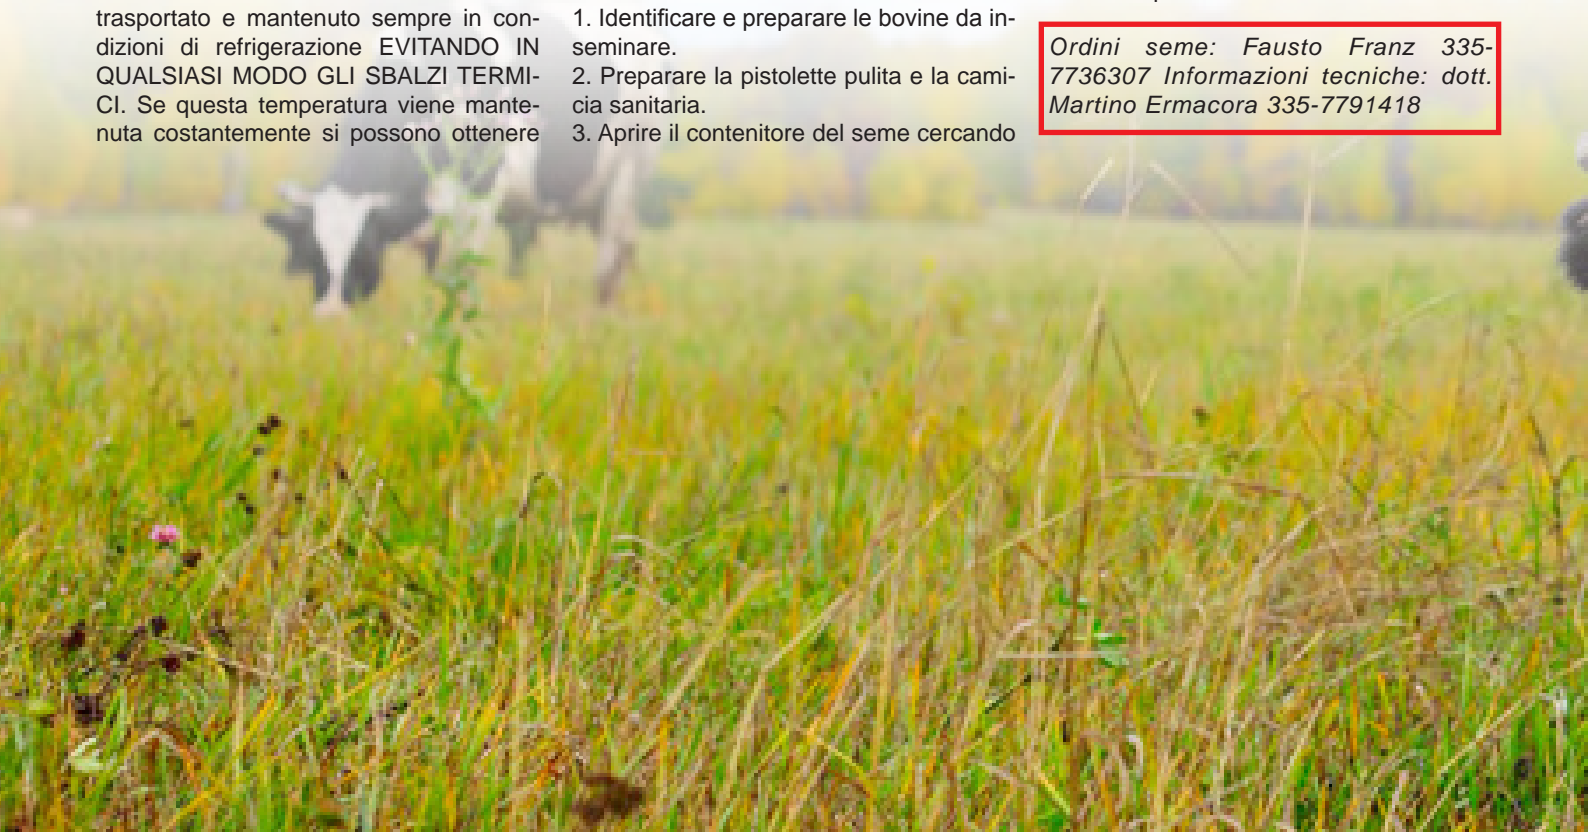 trasportato e mantenuto sempre in con-
dizioni di refrigerazione EVITANDO IN
QUALSIASI MODO GLI SBALZI TERMI-
CI. Se questa temperatura viene mante-
nuta costantemente si possono ottenere
1. Identificare e preparare le bovine da in-
seminare.
2. Preparare la pistolette pulita e la cami-
cia sanitaria.
3. Aprire il contenitore del seme cercando
Ordini seme: Fausto Franz 335-
7736307 Informazioni tecniche: dott.
Martino Ermacora 335-7791418